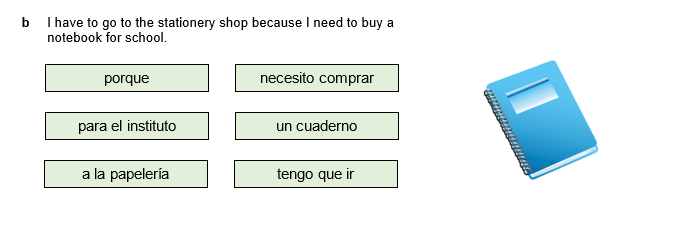 b I have to go to the stationery shop because I need to buy a
notebook for school.
porque
necesito comprar
para el instituto
un cuaderno
a la papelería
tengo que ir